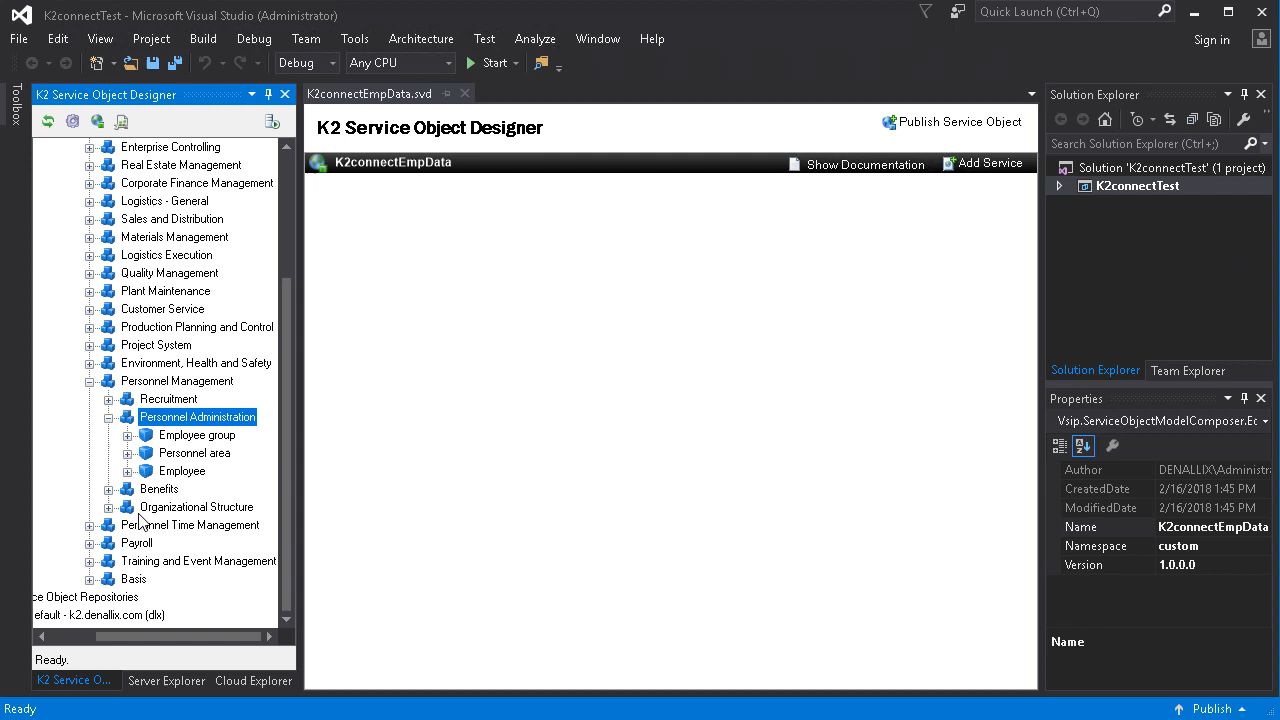 K2connectTest - Microsoft Visual Studio (Administrator)
Quick Launch (Ctrl+Q)
File Edit View Project Build Debug Team Tools Architecture Test Analyze Window Help
Sign in
Debug Any CPU Start
Toolbox
K2 Service Object Designer
Enterprise Controlling
Real Estate Management
Corporate Finance Management
Logistics - General
Sales and Distribution
Materials Management
Logistics Execution
Quality Management
Plant Maintenance
Customer Service
Production Planning and Control
Project System
Environment, Health and Safety
Personnel Management
Recruitment
Personnel Administration
Employee group
Personnel area
Employee
Benefits
Organizational Structure
Personnel Time Management
Payroll
Training and Event Management
Basis
ce Object Repositories
efault - k2.denallix.com (dlx)
Ready.
K2 Service O... Server Explorer Cloud Explorer
K2connectEmpData.svd
K2 Service Object Designer
Publish Service Object
K2connectEmpData
Show Documentation
Add Service
Solution Explorer
Search Solution Explorer (Ctrl+;)
Solution 'K2connectTest' (1 project)
K2connectTest
Solution Explorer Team Explorer
Properties
Vsip.ServiceObjectModelComposer.Ec
Author DENALLIX\Administra
CreatedDate 2/16/2018 1:45 PM
ModifiedDate 2/16/2018 1:45 PM
Name K2connectEmpData
Namespace custom
Version 1.0.0.0
Name
Ready
Publish